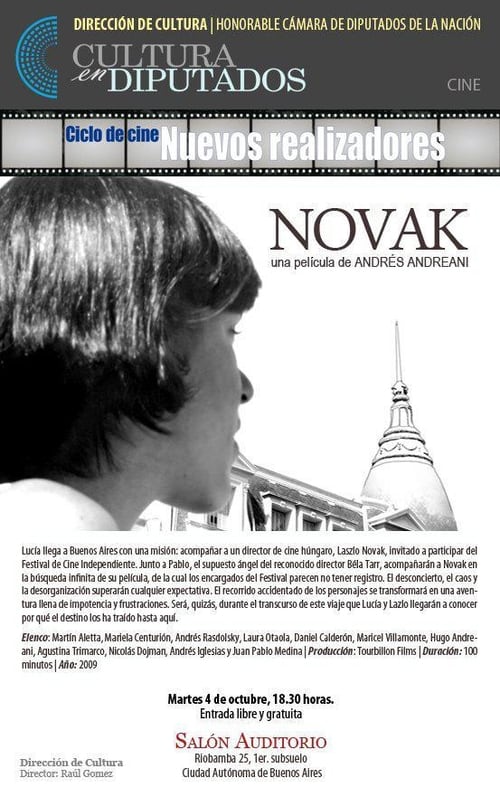 DIRECCIÓN DE CULTURA | HONORABLE CÁMARA DE DIPUTADOS DE LA NACIÓN
CULTURA
en DIPUTADOS
CINE
Ciclo de cine Nuevos realizadores
NOVAK
una película de ANDRÉS ANDREANI
Lucía llega a Buenos Aires con una misión: acompañar a un director de cine húngaro, Laszlo Novak, invitado a participar del
Festival de Cine Independiente. Junto a Pablo, el supuesto ángel del reconocido director Béla Tarr, acompañarán a Novak en
la búsqueda infinita de su película, de la cual los encargados del Festival parecen no tener registro. El desconcierto, el caos y
la desorganización superarán cualquier expectativa. El recorrido accidentado de los personajes se transformará en una aven-
tura llena de impotencia y frustraciones. Será, quizás, durante el transcurso de este viaje que Lucía y Lazlo llegarán a conocer
por qué el destino los ha traído hasta aquí.
Elenco: Martín Aletta, Mariela Centurión, Andrés Rasdolsky, Laura Otaola, Daniel Calderón, Maricel Villamonte, Hugo Andre-
ani, Agustina Trimarco, Nicolás Dojman, Andrés Iglesias y Juan Pablo Medina | Producción: Tourbillon Films | Duración: 100
minutos | Año: 2009
Martes 4 de octubre, 18.30 horas.
Entrada libre y gratuita
SALÓN AUDITORIO
Riobamba 25, 1er. subsuelo
Ciudad Autónoma de Buenos Aires
Dirección de Cultura
Director: Raúl Gomez